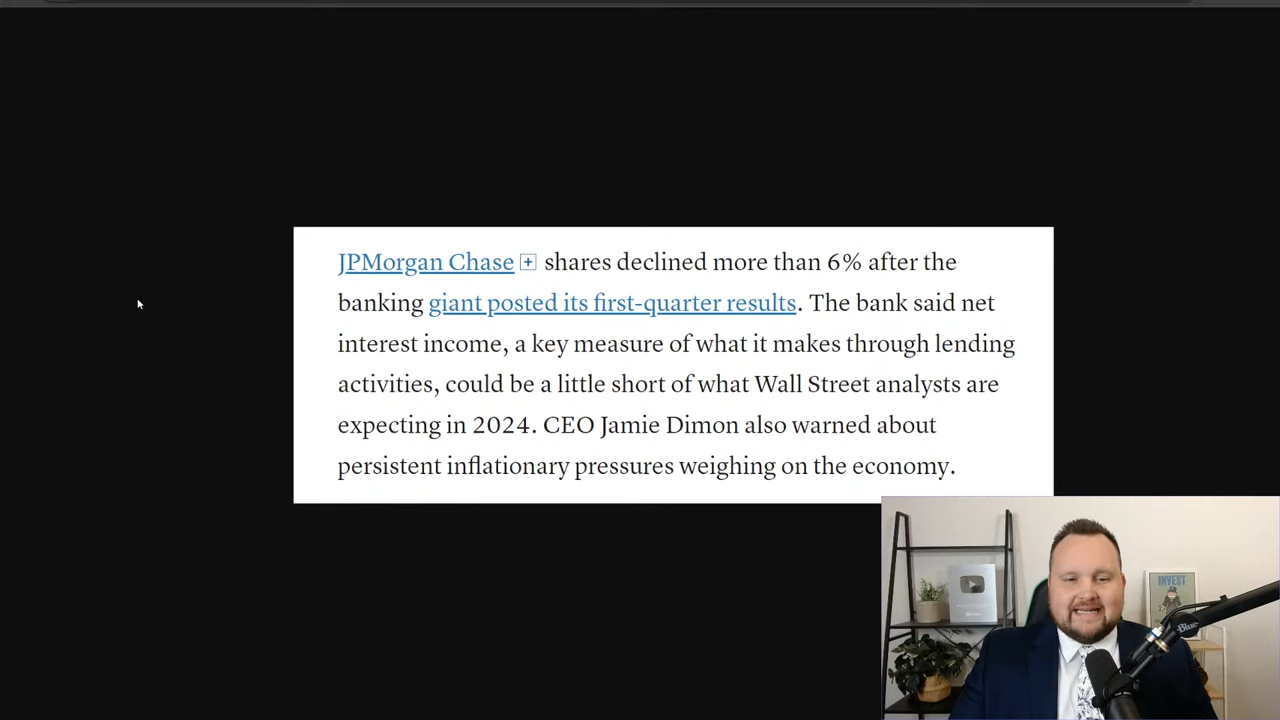 JPMorgan Chase + shares declined more than 6% after the
banking giant posted its first-quarter results. The bank said net
interest income, a key measure of what it makes through lending
activities, could be a little short of what Wall Street analysts are
expecting in 2024. CEO Jamie Dimon also warned about
persistent inflationary pressures weighing on the economy.
INVEST
Blue